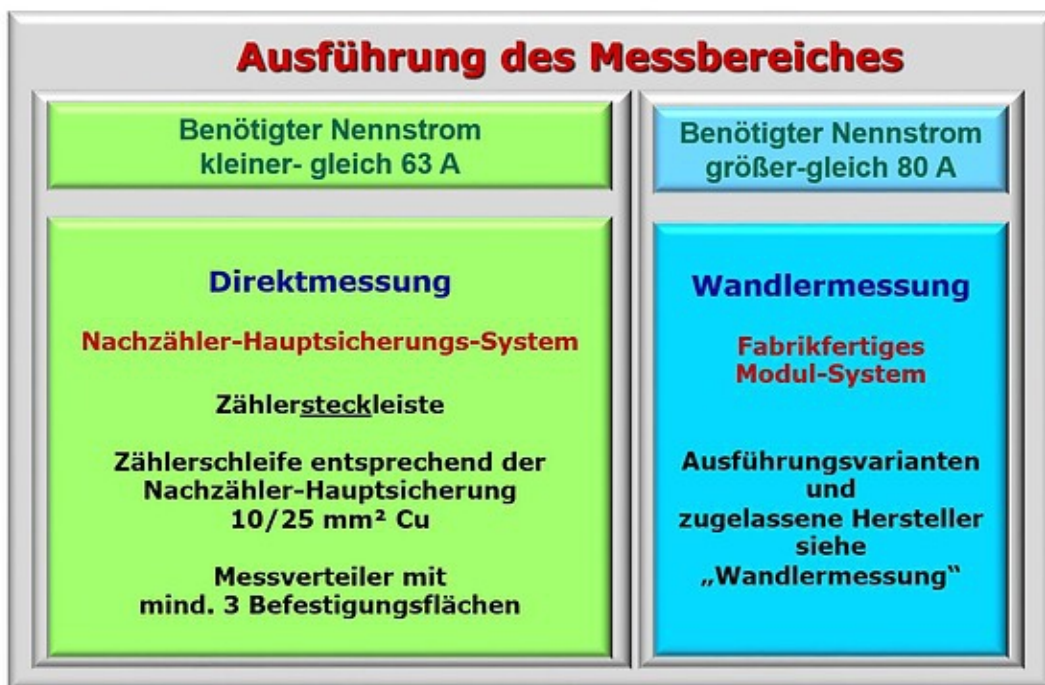 Ausführung des Messbereiches
Benötigter Nennstrom
kleiner- gleich 63 A
Direktmessung
Nachzähler-Hauptsicherungs-System
Zählersteckleiste
Zählerschleife entsprechend der
Nachzähler-Hauptsicherung
10/25 mm² Cu
Messverteiler mit
mind. 3 Befestigungsflächen
Benötigter Nennstrom
größer-gleich 80 A
Wandlermessung
Fabrikfertiges
Modul-System
Ausführungsvarianten
und
zugelassene Hersteller
siehe
„Wandlermessung“